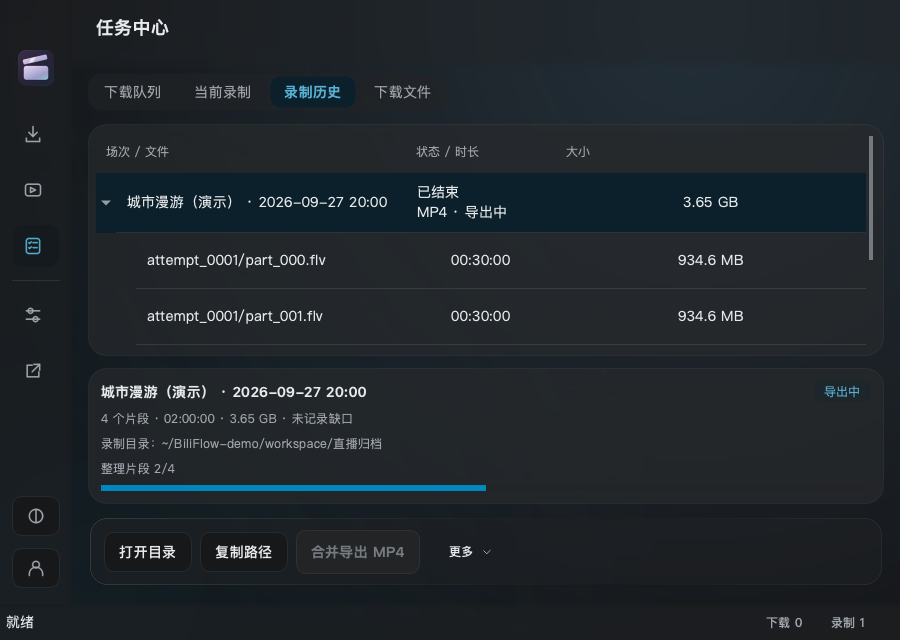 任务中心
下载队列 当前录制 录制历史 下载文件
场次 / 文件 状态 / 时长 大小
城市漫游（演示） · 2026-09-27 20:00 已结束 3.65 GB
MP4 · 导出中
attempt_0001/part_000.flv 00:30:00 934.6 MB
attempt_0001/part_001.flv 00:30:00 934.6 MB
城市漫游（演示） · 2026-09-27 20:00 导出中
4 个片段 · 02:00:00 · 3.65 GB · 未记录缺口
录制目录：~/BiliFlow-demo/workspace/直播归档
整理片段 2/4
打开目录 复制路径 合并导出 MP4 更多
就绪 下载 0 录制 1